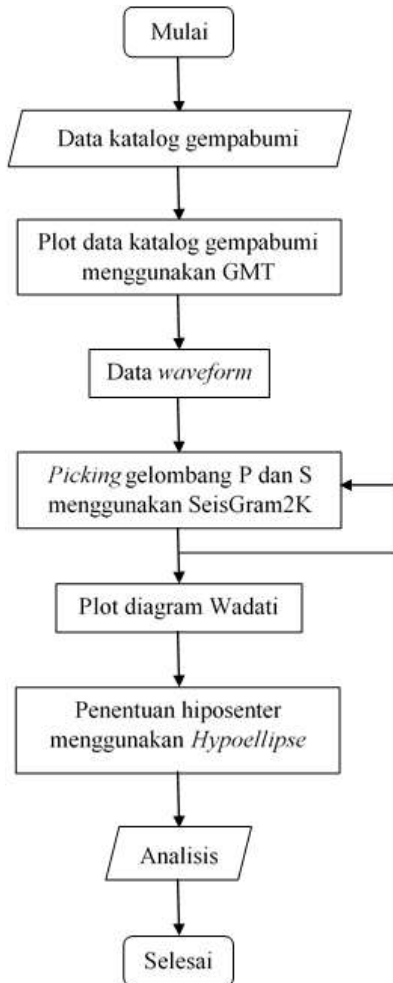 Mulai
Data katalog gempabumi
Plot data katalog gempabumi
menggunakan GMT
Data waveform
Picking gelombang P dan S
menggunakan SeisGram2K
Plot diagram Wadati
Penentuan hiposenter
menggunakan Hypoellipse
Analisis
Selesai